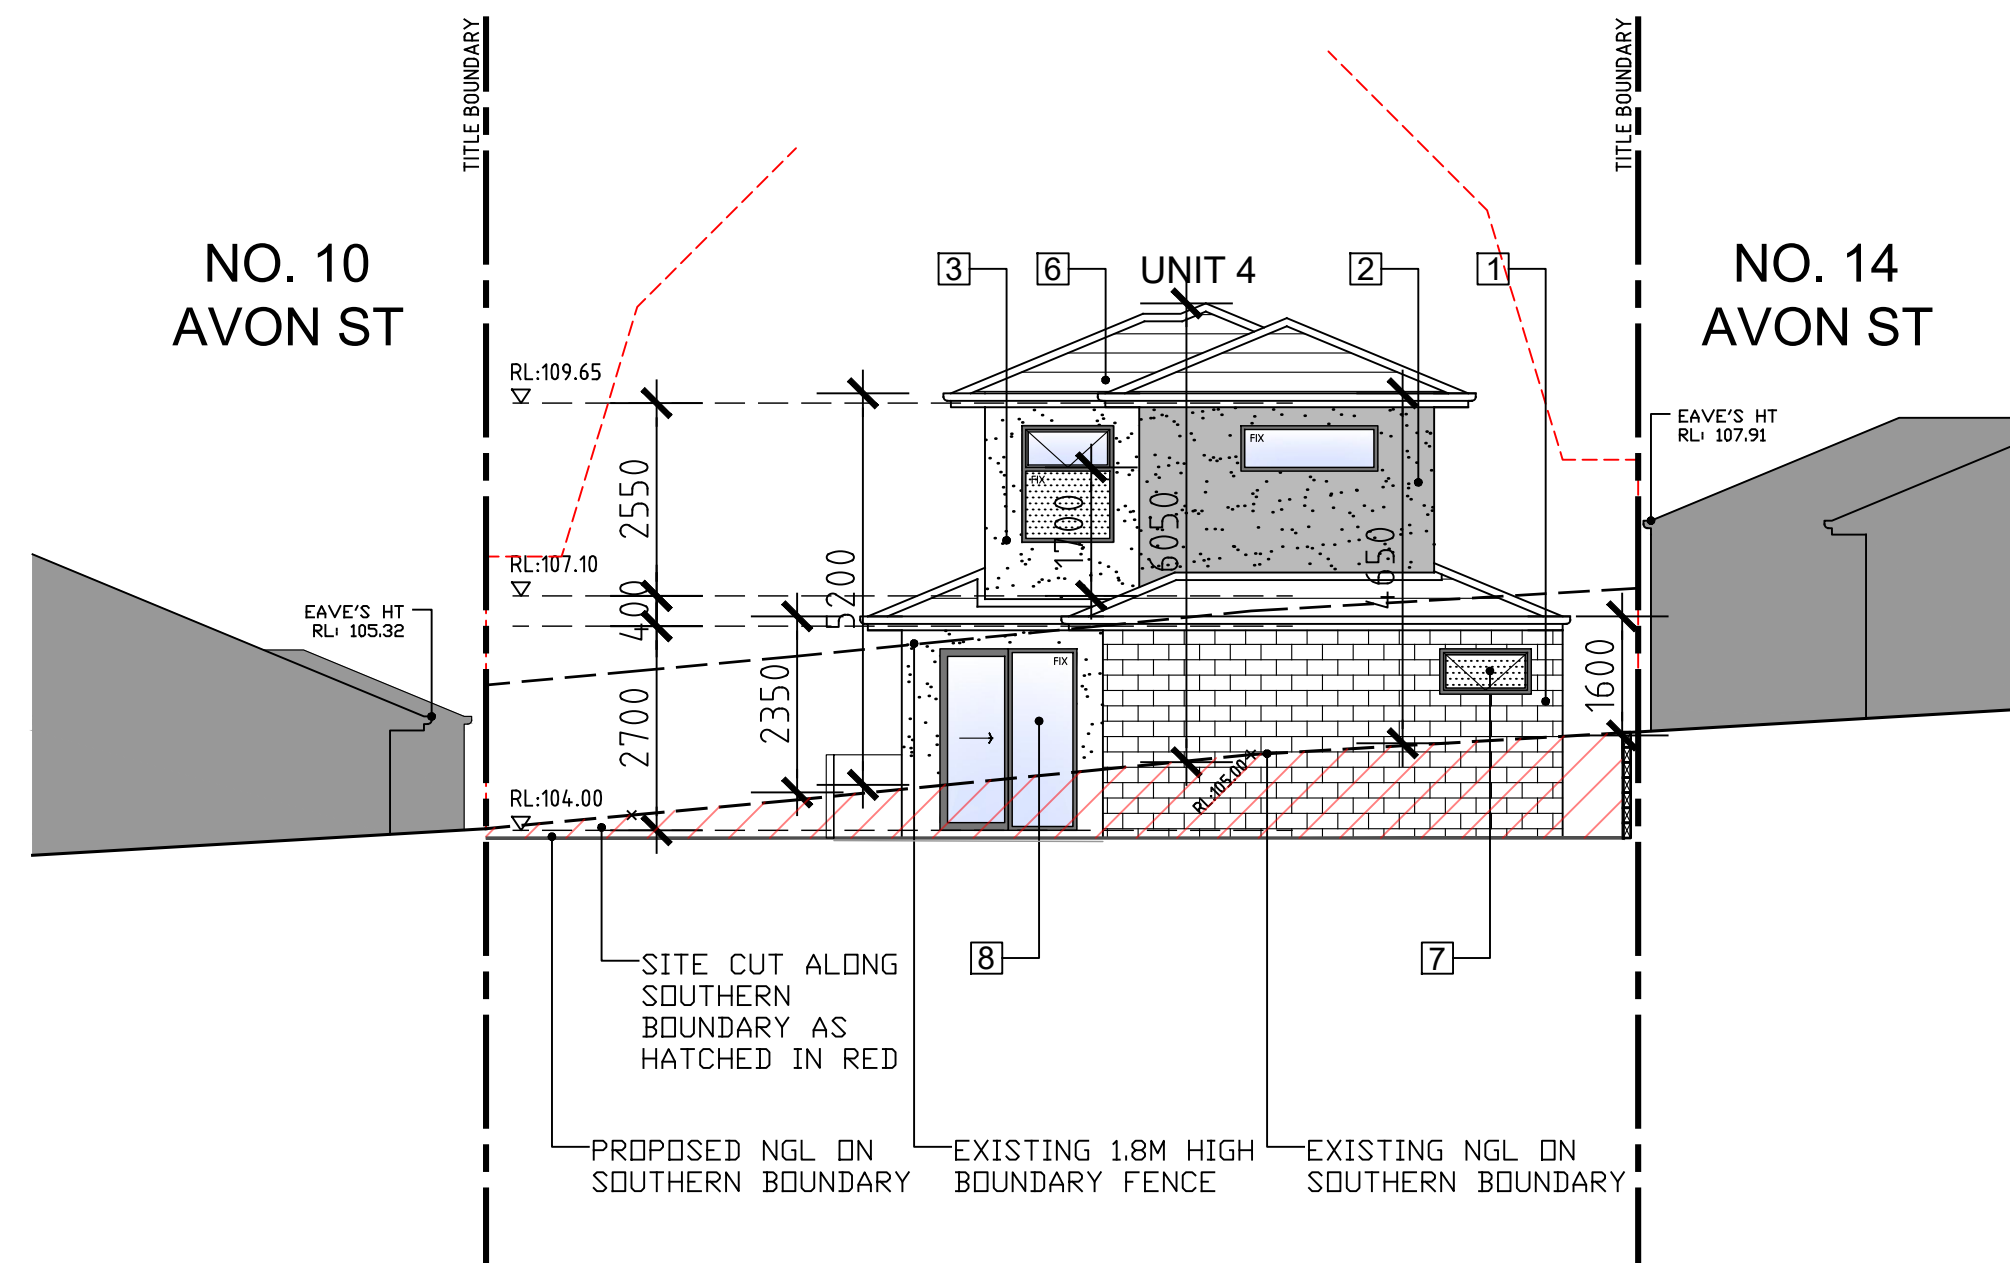 TITLE BOUNDARY
TITLE BOUNDARY
NO. 10
AVON ST
NO. 14
AVON ST
3
6
UNIT 4
2
1
RL:109.65
RL:107.10
RL:104.00
2550
400
2700
2350
5200
1700
6050
4650
1600
FIX
FIX
FIX
RL:105.00
EAVE'S HT
RL: 107.91
EAVE'S HT
RL: 105.32
8
7
SITE CUT ALONG
SOUTHERN
BOUNDARY AS
HATCHED IN RED
PROPOSED NGL ON
SOUTHERN BOUNDARY
EXISTING 1.8M HIGH
BOUNDARY FENCE
EXISTING NGL ON
SOUTHERN BOUNDARY